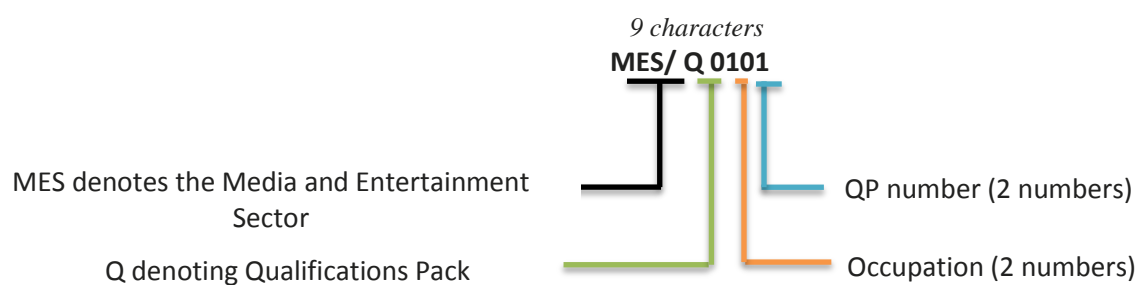 9 characters
MES/ Q 0101
MES denotes the Media and Entertainment
Sector
QP number (2 numbers)
Q denoting Qualifications Pack
Occupation (2 numbers)